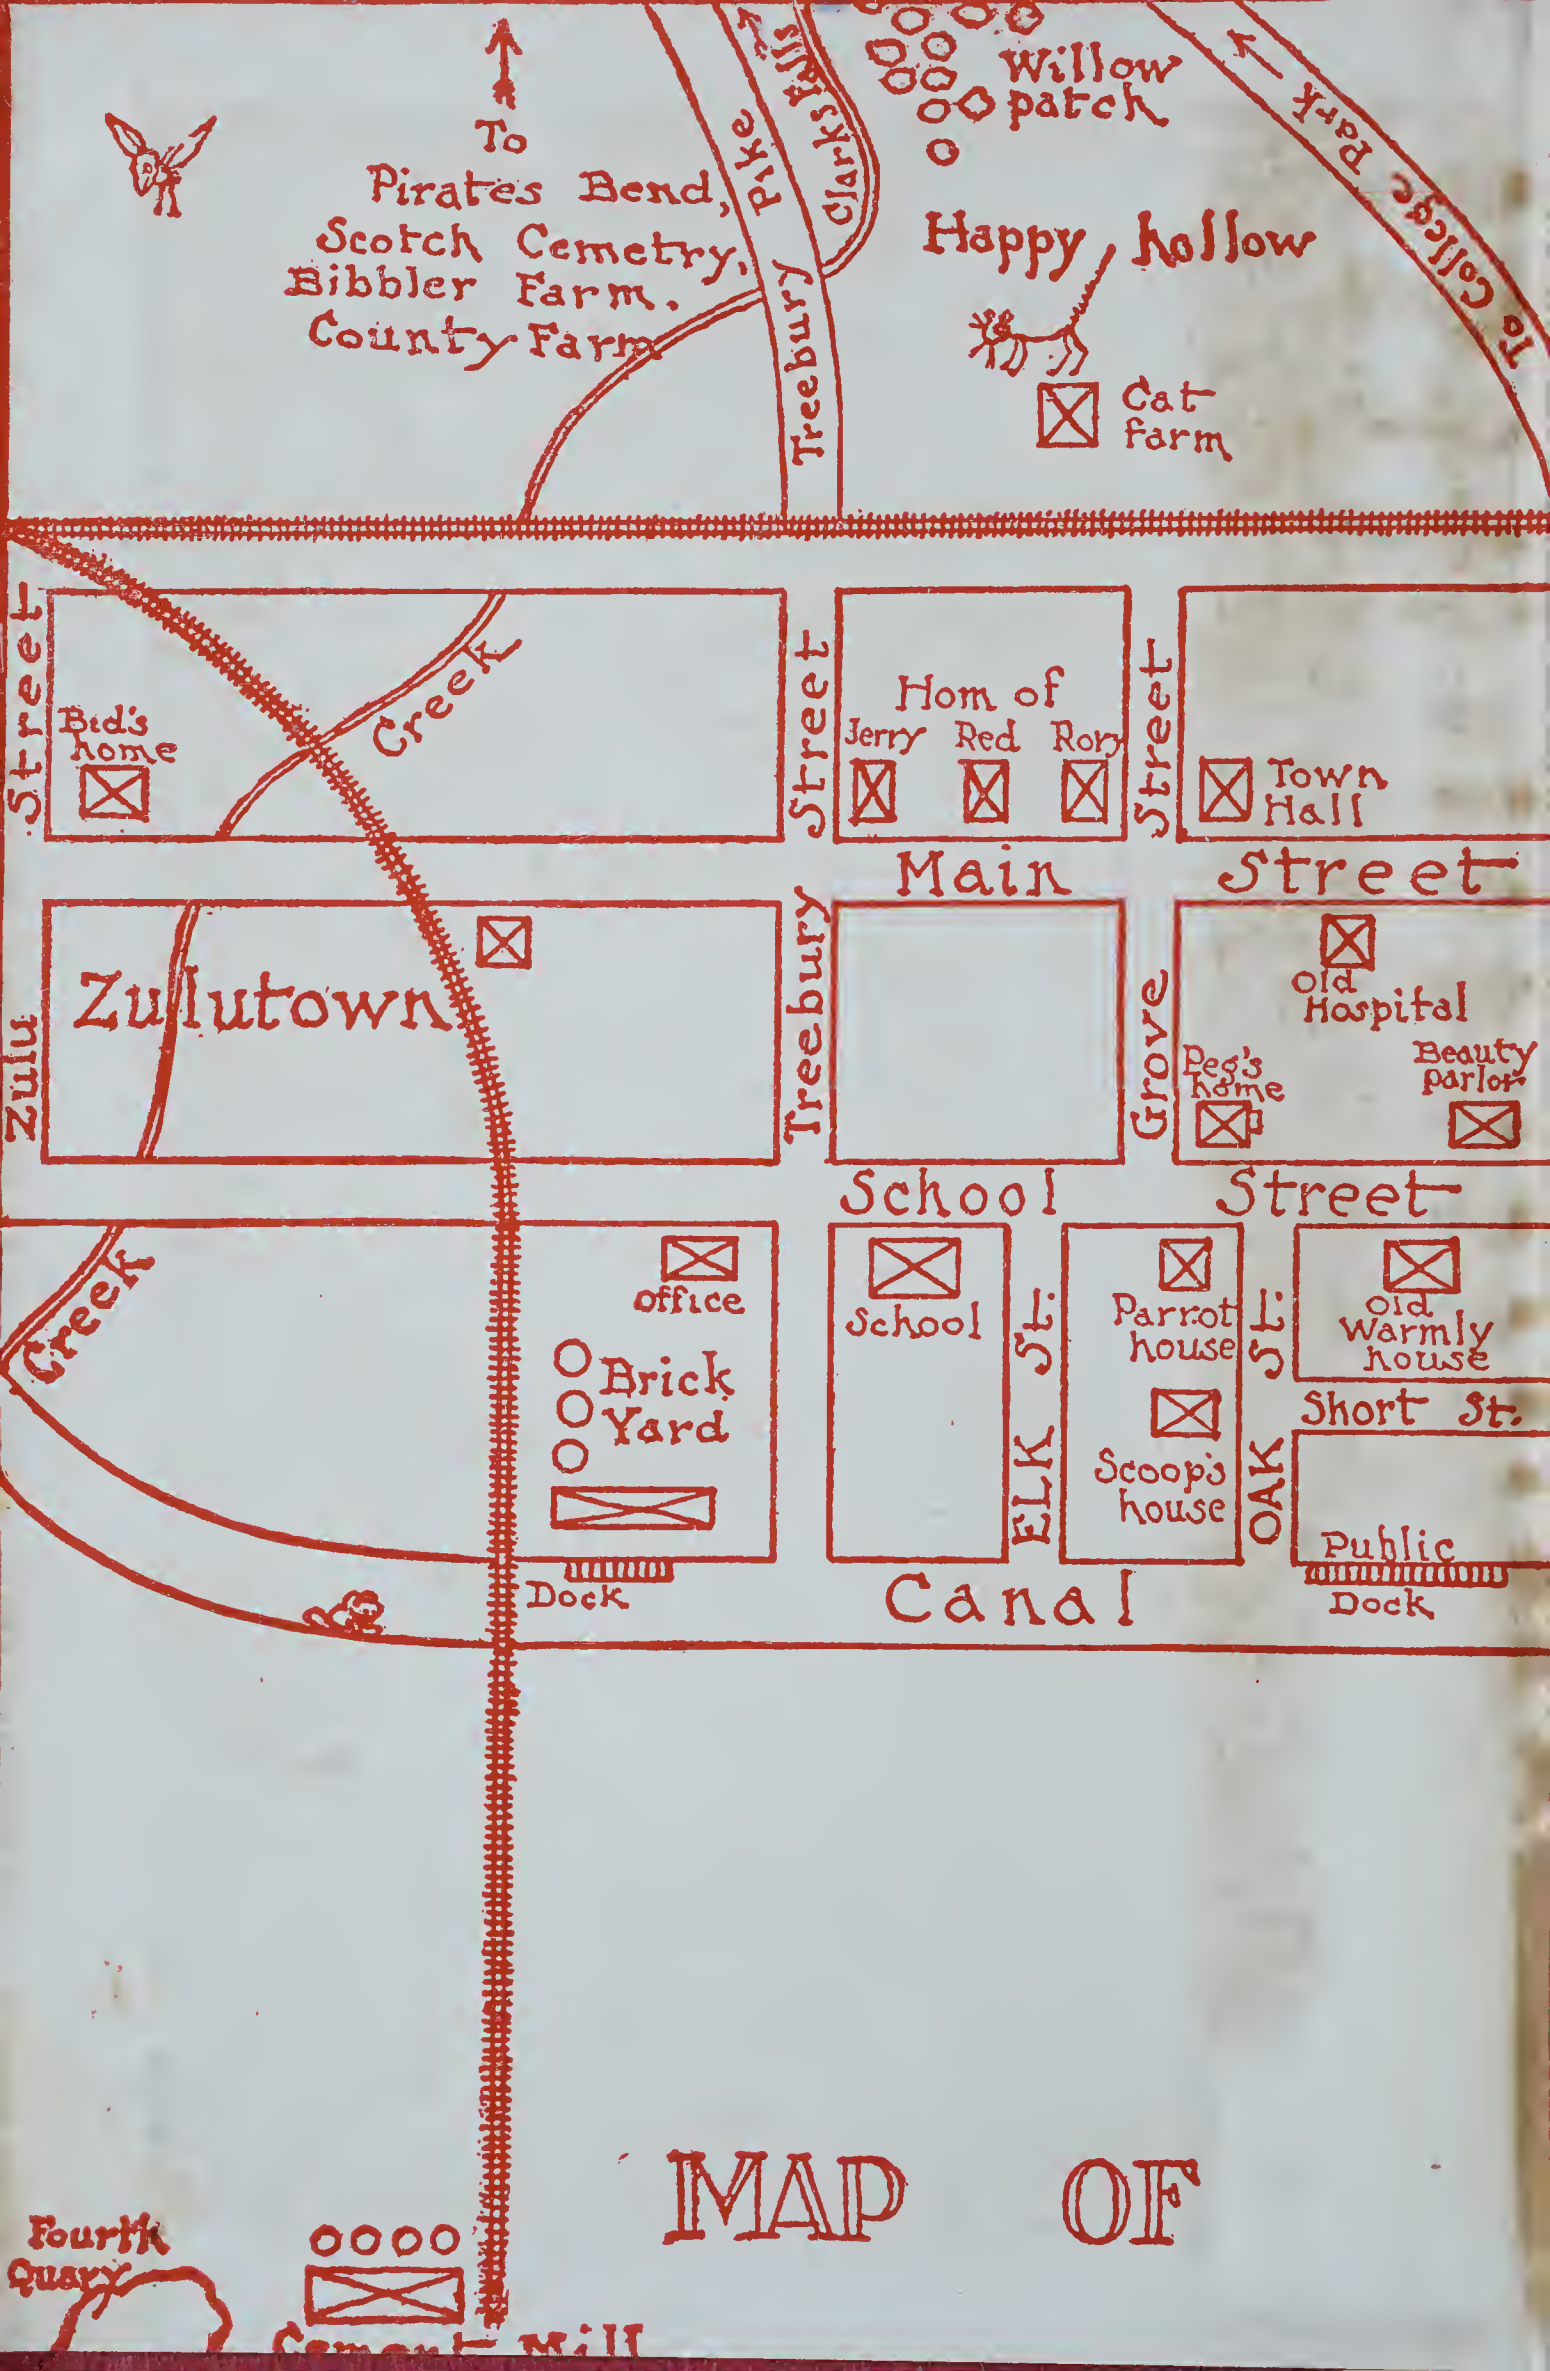 To
Pirates Bend,
Scotch Cemetry,
Bibbler Farm.
County Farm
Treebury Pike
Clarks Falls
Willow
patch
To College Park
Happy hollow
Cat
Farm
Street
Bid's
home
Creek
Street
Hom of
Jerry Red Rory
Street
Town
Hall
Main Street
Zulu
Zulutown
Treebury
Grove
Old
Hospital
Peg's
home
Beauty
parlor
School Street
Creek
office
Brick
Yard
School
ELK St.
Parrot
house
Scoop's
house
OAK St.
Old
Warmly
house
Short St.
Public
Dock
Dock
Canal
MAP OF
Fourth
Quary
Cement Mill